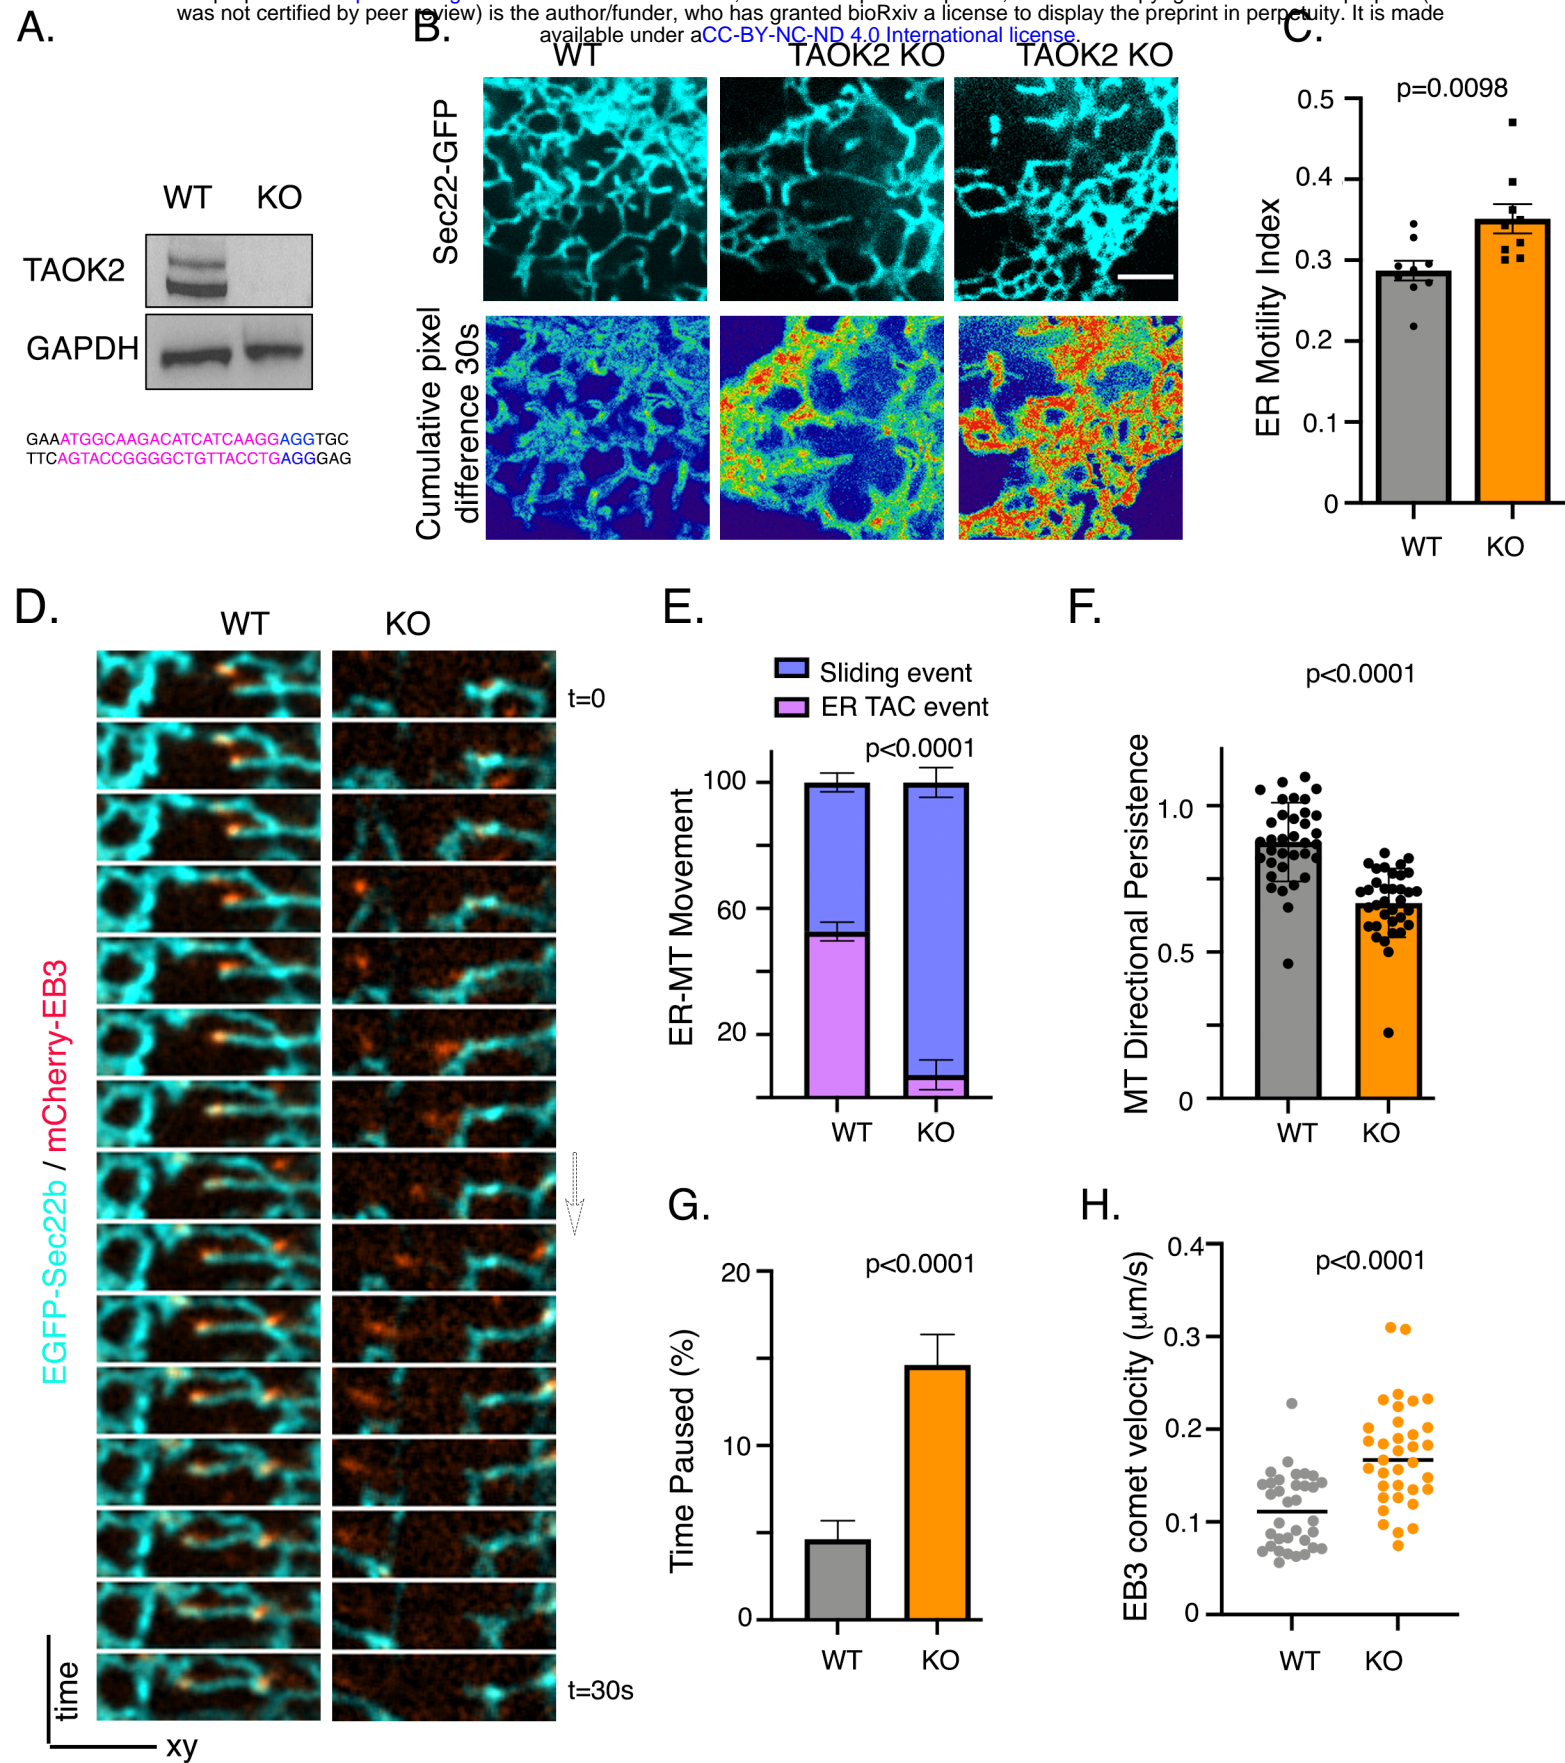 was not certified by peer review) is the author/funder, who has granted bioRxiv a license to display the preprint in perpetuity. It is made
available under aCC-BY-NC-ND 4.0 International license.
A.
WT KO
TAOK2
GAPDH
GAAATGGCAAGACATCATCAAGGAGGTGC
TTCAGTACCGGGGCTGTTACCTGAGGGAG
B.
WT TAOK2 KO TAOK2 KO
Sec22-GFP
Cumulative pixel
difference 30s
C.
p=0.0098
ER Motility Index
0.5
0.4
0.3
0.2
0.1
0
WT KO
D.
WT KO
t=0
EGFP-Sec22b / mCherry-EB3
t=30s
time
xy
E.
Sliding event
ER TAC event
p<0.0001
ER-MT Movement
100
60
20
WT KO
F.
p<0.0001
MT Directional Persistence
1.0
0.5
0
WT KO
G.
p<0.0001
Time Paused (%)
20
10
0
WT KO
H.
p<0.0001
EB3 comet velocity (μm/s)
0.4
0.3
0.2
0.1
0
WT KO